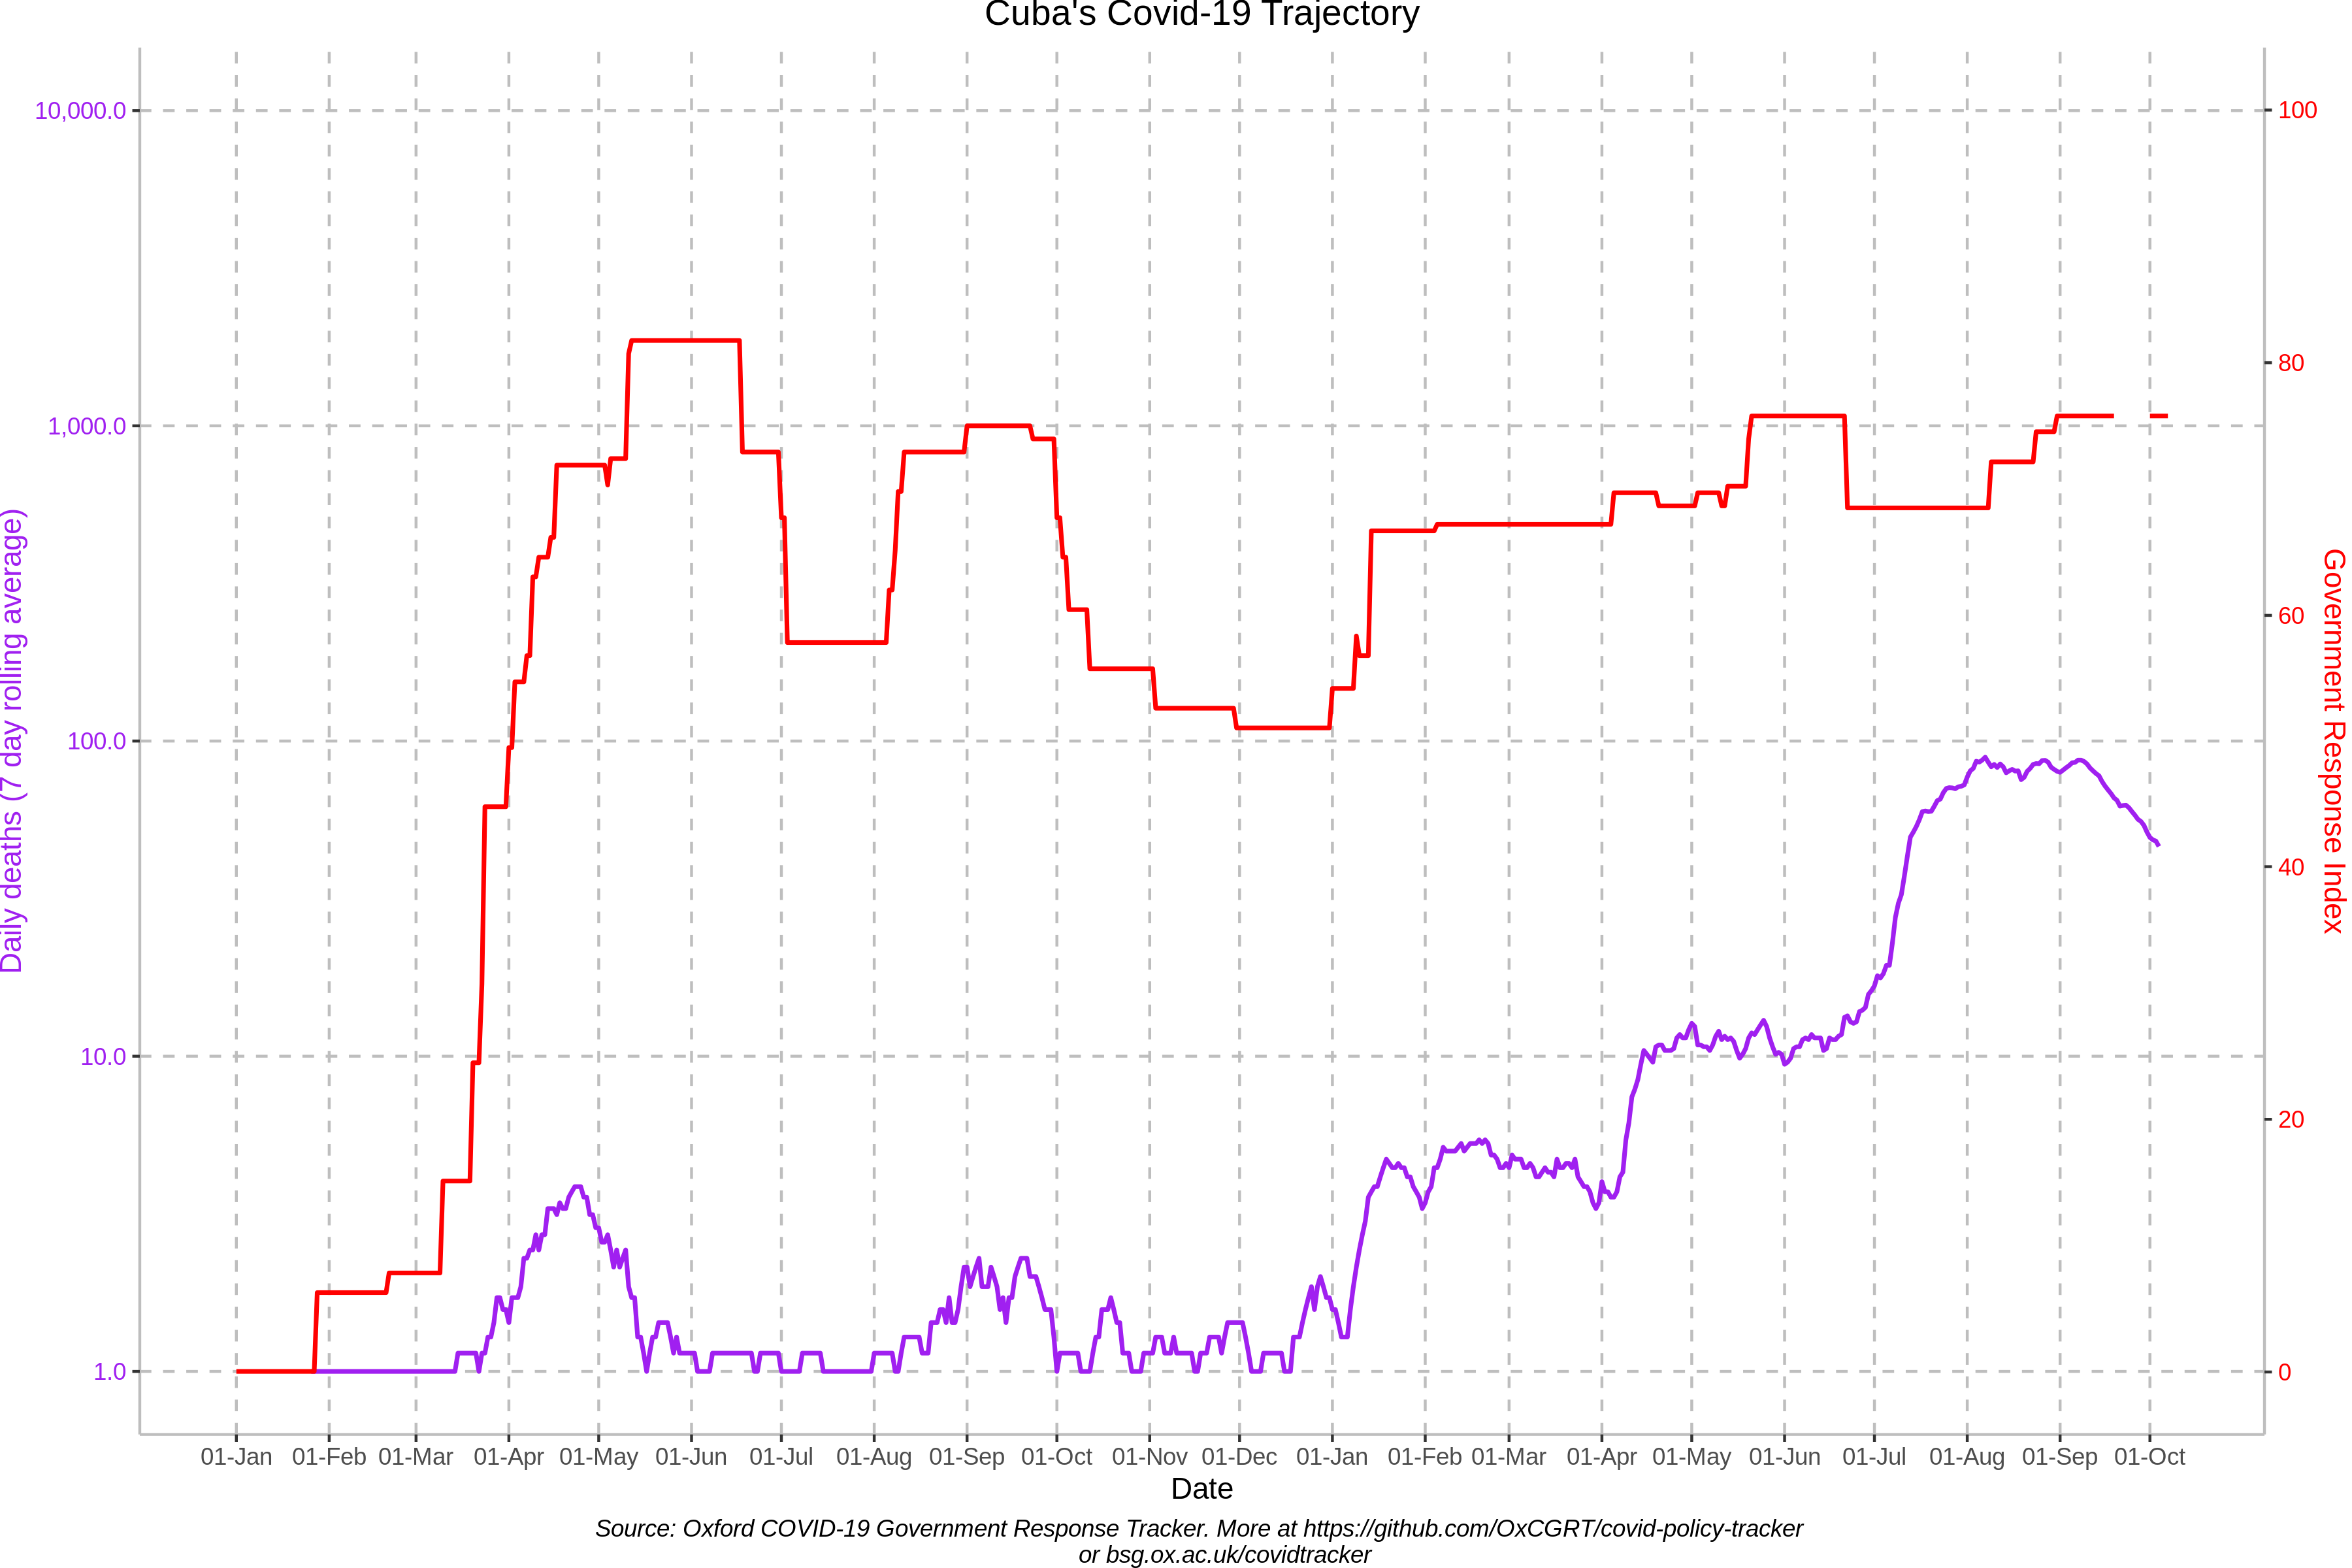 Cuba's Covid-19 Trajectory
10,000.0
1,000.0
100.0
10.0
1.0
Daily deaths (7 day rolling average)
100
80
60
40
20
0
Government Response Index
01-Jan 01-Feb 01-Mar 01-Apr 01-May 01-Jun 01-Jul 01-Aug 01-Sep 01-Oct 01-Nov 01-Dec 01-Jan 01-Feb 01-Mar 01-Apr 01-May 01-Jun 01-Jul 01-Aug 01-Sep 01-Oct
Date
Source: Oxford COVID-19 Government Response Tracker. More at https://github.com/OxCGRT/covid-policy-tracker
or bsg.ox.ac.uk/covidtracker